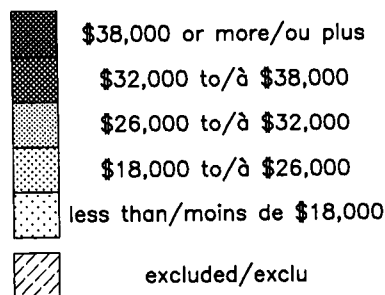 $38,000 or more/ou plus
$32,000 to/à $38,000
$26,000 to/à $32,000
$18,000 to/à $26,000
less than/moins de $18,000
excluded/exclu